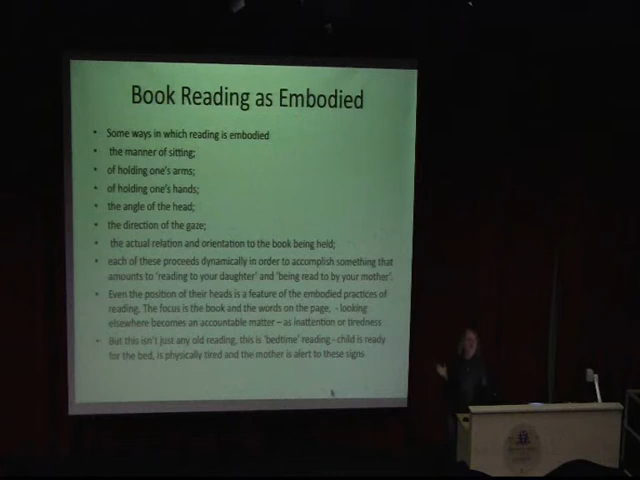 Book Reading as Embodied
• Some ways in which reading is embodied
• the manner of sitting;
• of holding one's arms;
• of holding one's hands;
• the angle of the head;
• the direction of the gaze;
• the actual relation and orientation to the book being held;
• each of these proceeds dynamically in order to accomplish something that
amounts to 'reading to your daughter' and 'being read to by your mother'.
• Even the position of their heads is a feature of the embodied practices of
reading. The focus is the book and the words on the page, - looking
elsewhere becomes an accountable matter – as inattention or tiredness
• But this isn't just any old reading, this is 'bedtime' reading - child is ready
for the bed, is physically tired and the mother is alert to these signs